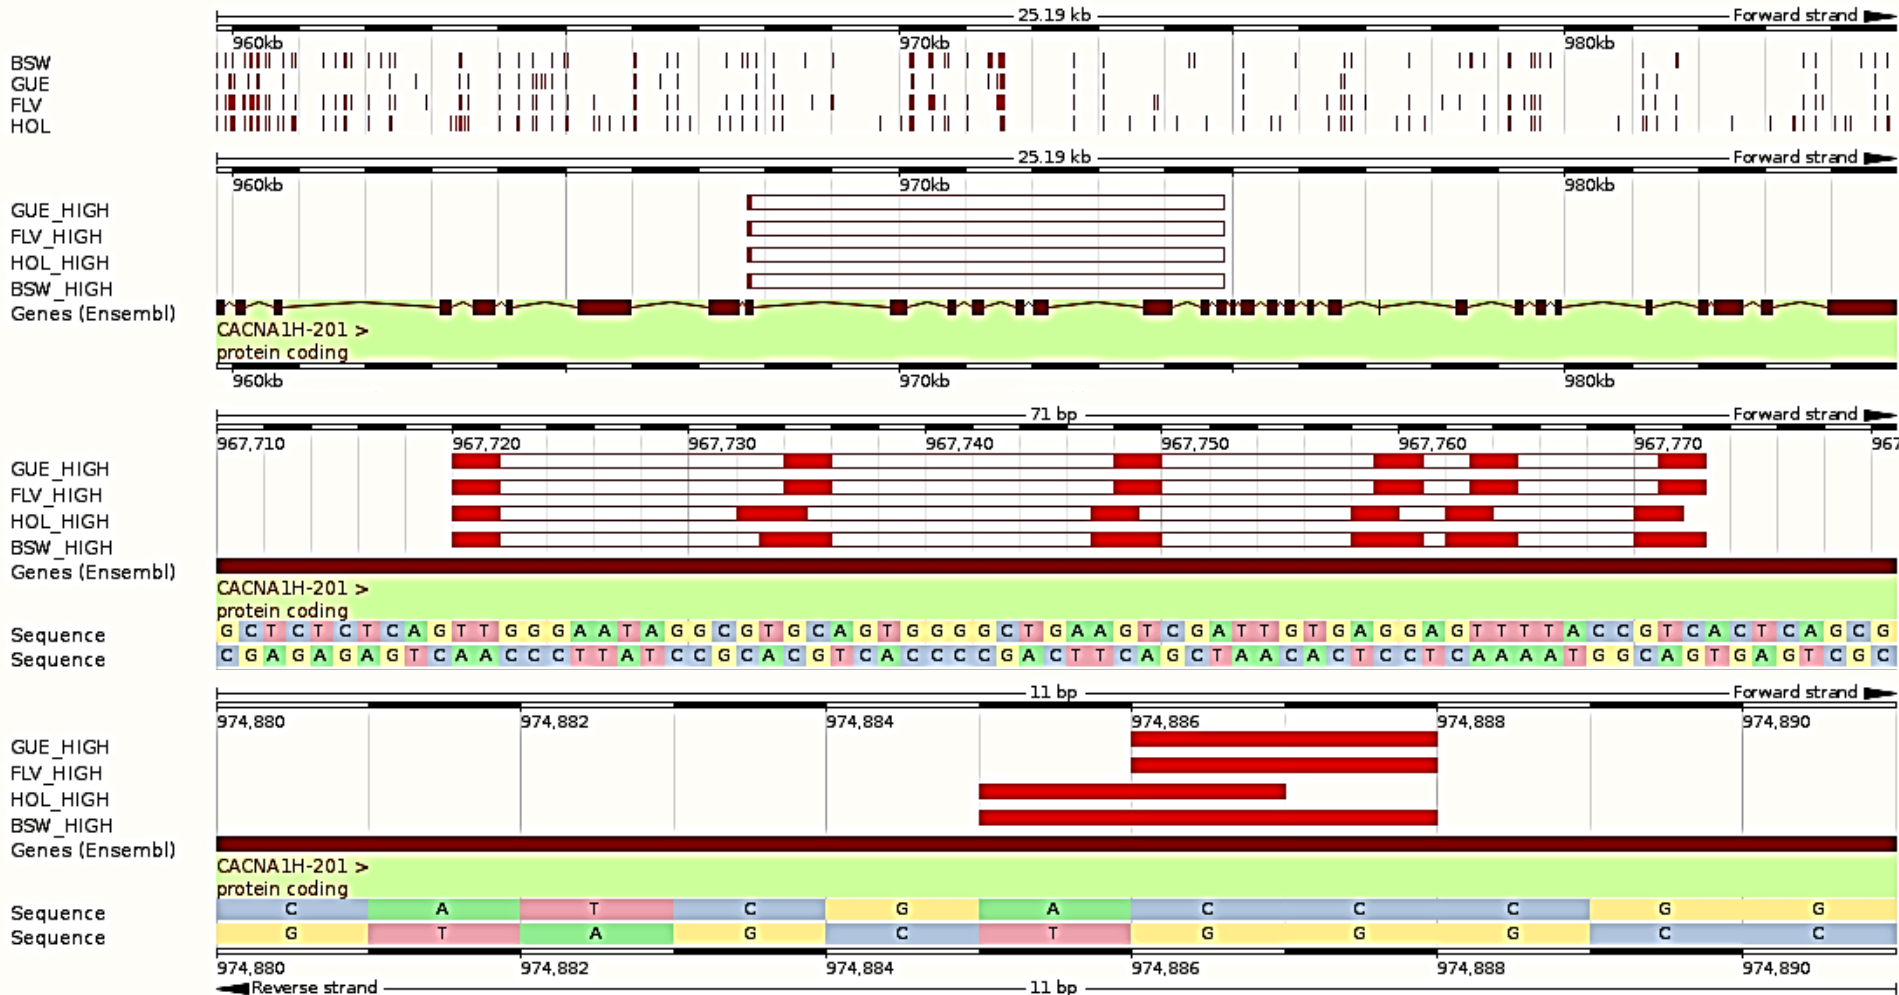 25.19 kb Forward strand
960kb 970kb 980kb
BSW
GUE
FLV
HOL
25.19 kb Forward strand
960kb 970kb 980kb
GUE_HIGH
FLV_HIGH
HOL_HIGH
BSW_HIGH
Genes (Ensembl)
CACNA1H-201 >
protein coding
960kb 970kb 980kb
71 bp Forward strand
967,710 967,720 967,730 967,740 967,750 967,760 967,770 967
GUE_HIGH
FLV_HIGH
HOL_HIGH
BSW_HIGH
Genes (Ensembl)
CACNA1H-201 >
protein coding
Sequence G C T C T C T C A G T T G G G A A T A G G C G T G C A G T G G G G C T G A A G T C G A T T G T G A G G A G T T T T A C C G T C A C T C A G C G
Sequence C G A G A G A G T C A A C C C T T A T C C G C A C G T C A C C C C G A C T T C A G C T A A C A C T C C T C A A A A T G G C A G T G A G T C G C
11 bp Forward strand
974,880 974,882 974,884 974,886 974,888 974,890
GUE_HIGH
FLV_HIGH
HOL_HIGH
BSW_HIGH
Genes (Ensembl)
CACNA1H-201 >
protein coding
Sequence C A T C G A C C C G G
Sequence G T A G C T G G G C C
974,880 974,882 974,884 974,886 974,888 974,890
Reverse strand 11 bp